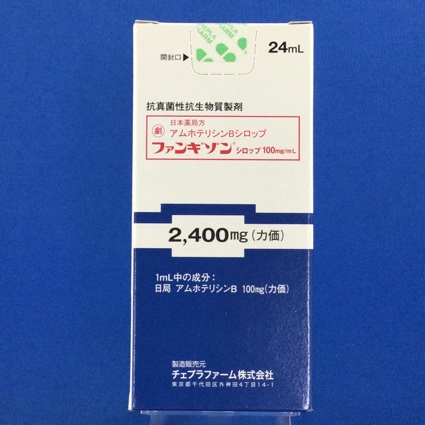 開封口▶
24mL
抗真菌性抗生物質製剤
日本薬局方
劇 アムホテリシンBシロップ
ファンギゾン®シロップ100mg/mL
2,400mg（力価）
1mL中の成分：
日局 アムホテリシンB 100mg(力価)
製造販売元
チェプラファーム株式会社
東京都千代田区外神田4丁目14-1